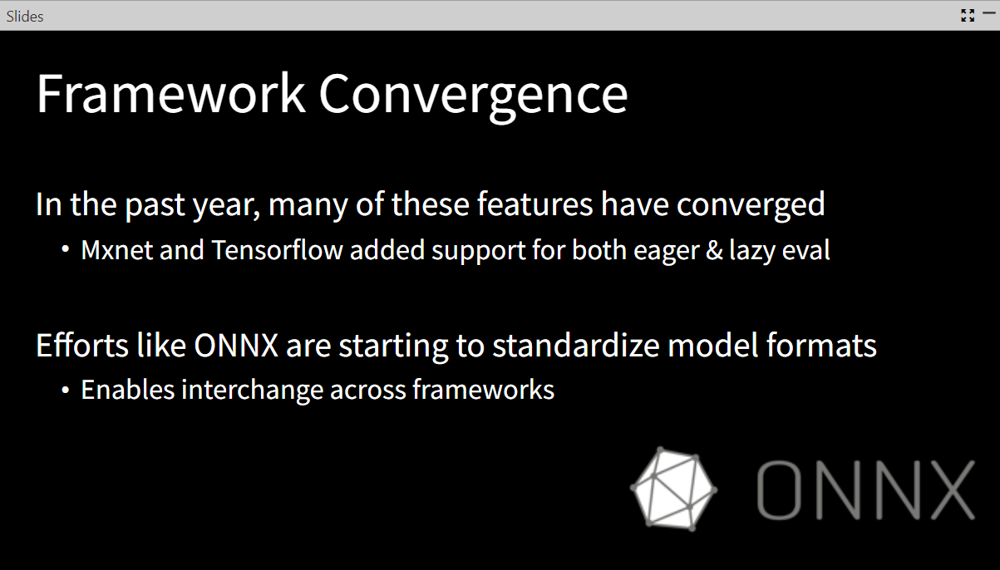 Slides
Framework Convergence
In the past year, many of these features have converged
• Mxnet and Tensorflow added support for both eager & lazy eval
Efforts like ONNX are starting to standardize model formats
• Enables interchange across frameworks
ONNX